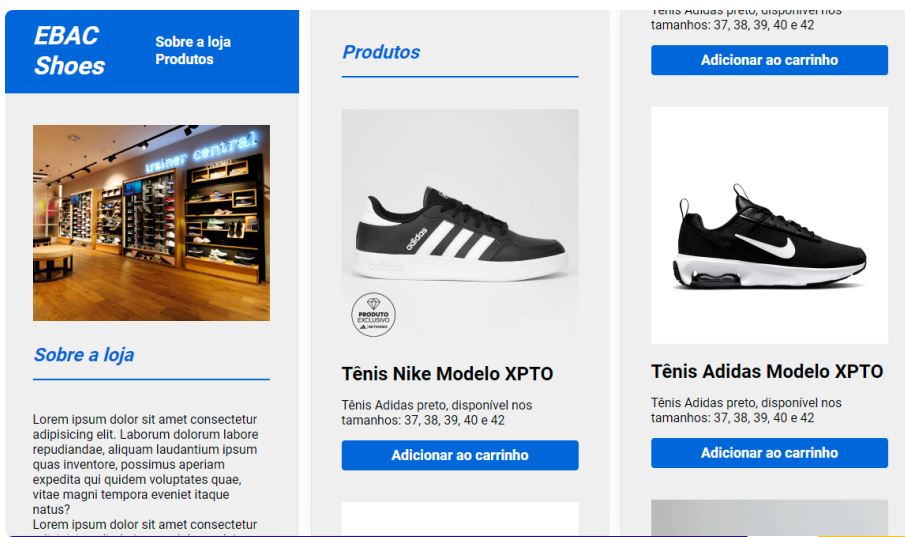 EBAC
Shoes
Sobre a loja
Produtos
trainer central
Sobre a loja
Lorem ipsum dolor sit amet consectetur
adipisicing elit. Laborum dolorum labore
repudiandae, aliquam laudantium ipsum
quas inventore, possimus aperiam
expedita qui quidem voluptates quae,
vitae magni tempora eveniet itaque
natus?
Lorem ipsum dolor sit amet consectetur
Produtos
adidas
adidas
PRODUTO
EXCLUSIVO
Tênis Nike Modelo XPTO
Tênis Adidas preto, disponível nos
tamanhos: 37, 38, 39, 40 e 42
Adicionar ao carrinho
Tênis Adidas preto, disponível nos
tamanhos: 37, 38, 39, 40 e 42
Adicionar ao carrinho
Tênis Adidas Modelo XPTO
Tênis Adidas preto, disponível nos
tamanhos: 37, 38, 39, 40 e 42
Adicionar ao carrinho